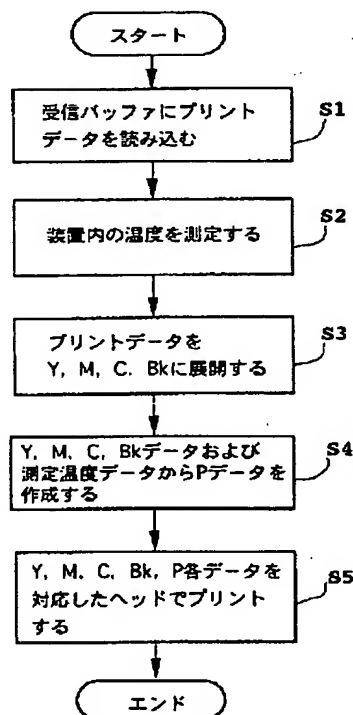 スタート
受信バッファにプリント
データを読み込む
S1
装置内の温度を測定する
S2
プリントデータを
Y, M, C. Bkに展開する
S3
Y, M, C, Bkデータおよび
測定温度データからPデータを
作成する
S4
Y, M, C, Bk, P各データを
対応したヘッドでプリント
する
S5
エンド